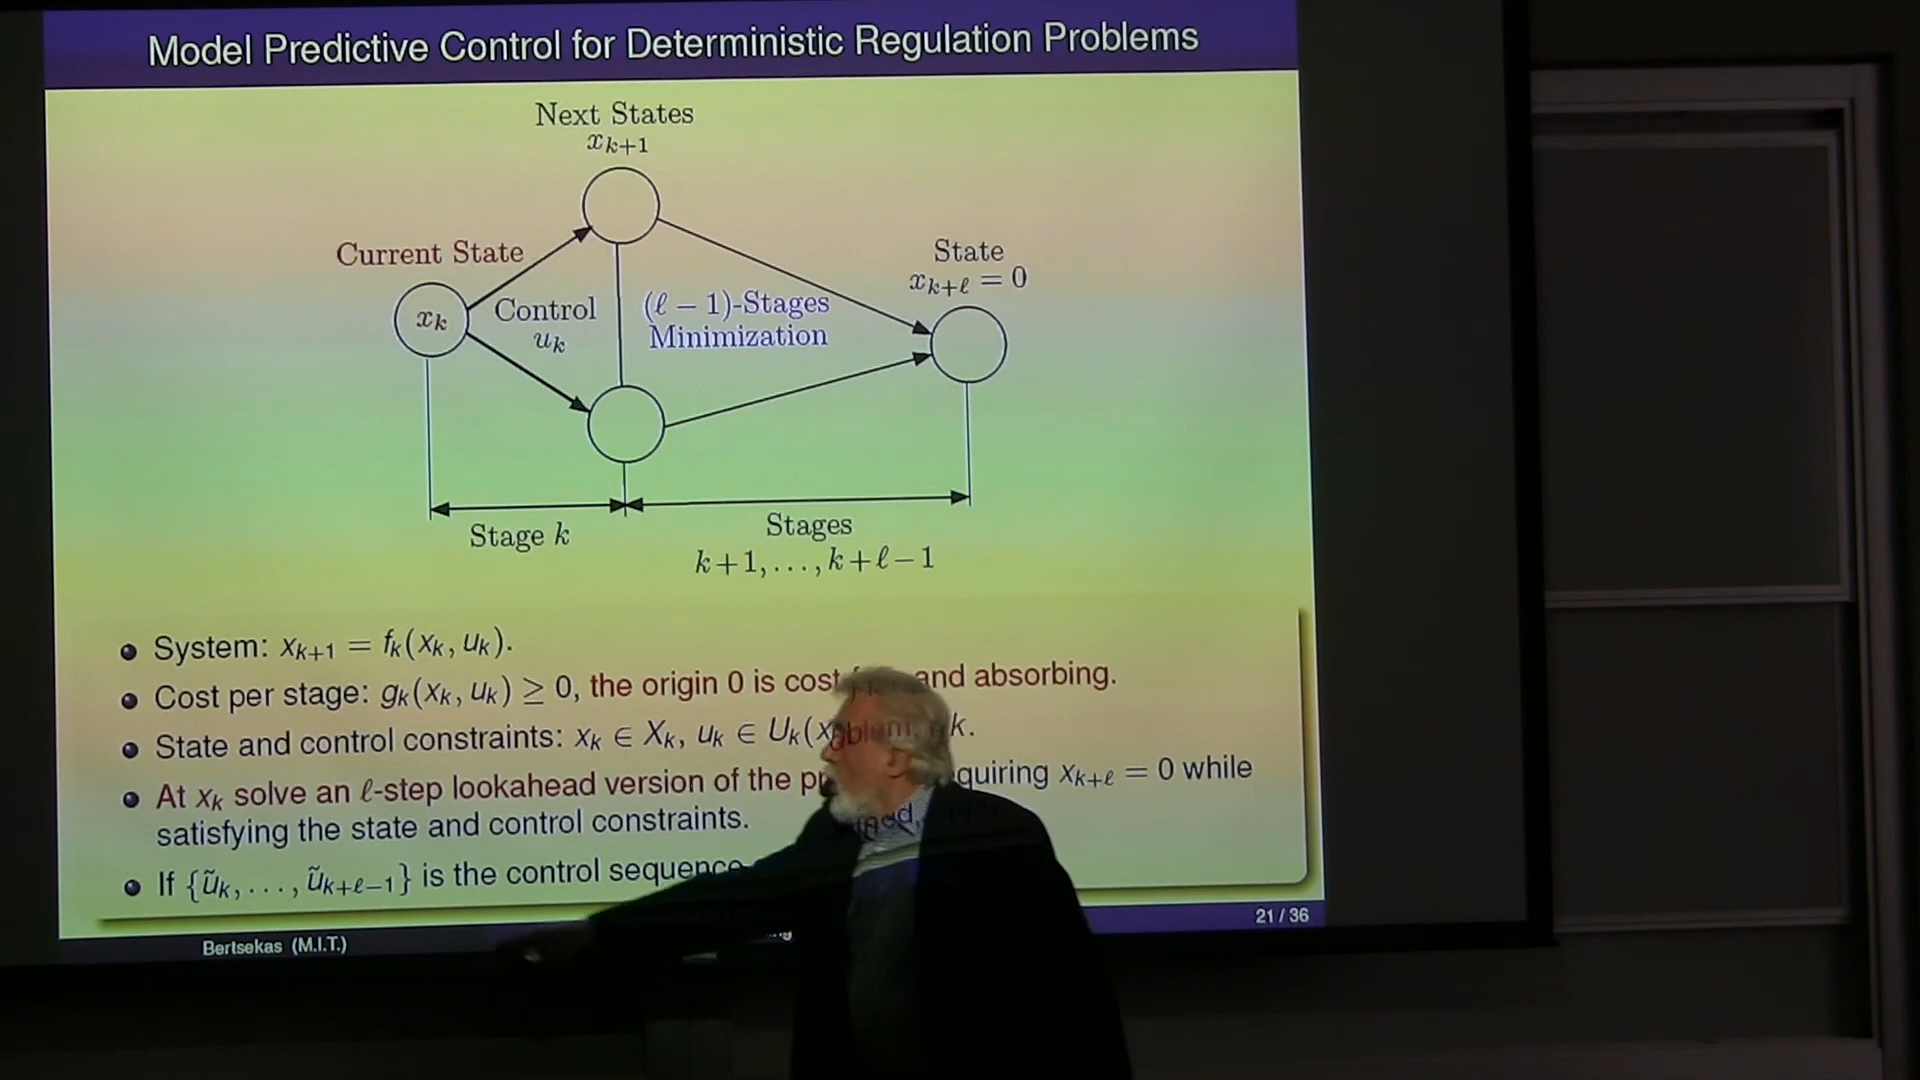 Model Predictive Control for Deterministic Regulation Problems
Next States
x_{k+1}
Current State
State
x_{k+ℓ} = 0
x_k
Control
u_k
(ℓ − 1)-Stages
Minimization
Stage k
Stages
k+1, . . . , k+ℓ−1
System: x_{k+1} = f_k(x_k, u_k).
Cost per stage: g_k(x_k, u_k) ≥ 0, the origin 0 is cost and absorbing.
State and control constraints: x_k ∈ X_k, u_k ∈ U_k(x k.
At x_k solve an ℓ-step lookahead version of the quiring x_{k+ℓ} = 0 while
satisfying the state and control constraints.
If {ũ_k, . . . , ũ_{k+ℓ−1}} is the control sequence
21 / 36
Bertsekas (M.I.T.)